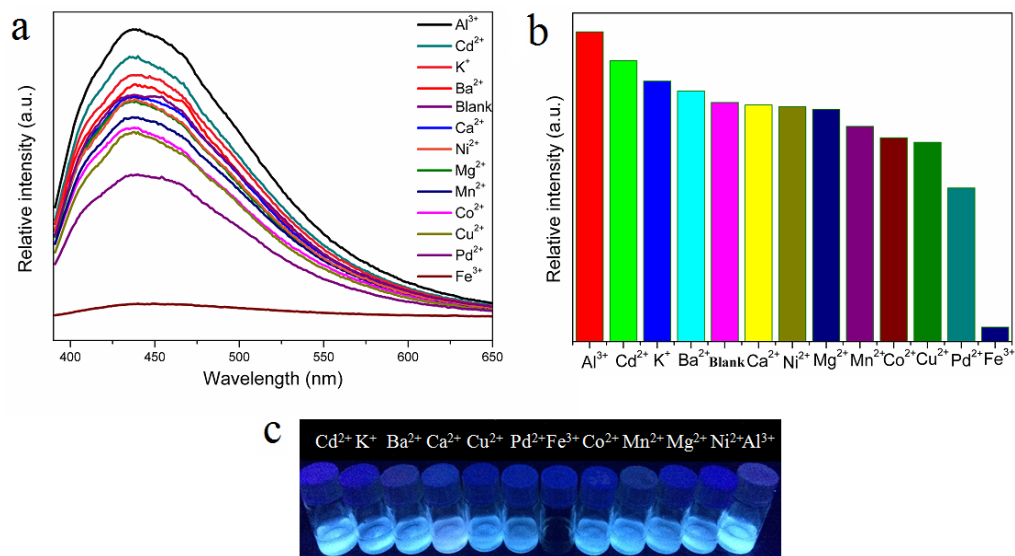 a
Relative intensity (a.u.)
Al³⁺
Cd²⁺
K⁺
Ba²⁺
Blank
Ca²⁺
Ni²⁺
Mg²⁺
Mn²⁺
Co²⁺
Cu²⁺
Pd²⁺
Fe³⁺
400 450 500 550 600 650
Wavelength (nm)
b
Relative intensity (a.u.)
Al³⁺ Cd²⁺ K⁺ Ba²⁺ Blank Ca²⁺ Ni²⁺ Mg²⁺ Mn²⁺ Co²⁺ Cu²⁺ Pd²⁺ Fe³⁺
c
Cd²⁺ K⁺ Ba²⁺ Ca²⁺ Cu²⁺ Pd²⁺ Fe³⁺ Co²⁺ Mn²⁺ Mg²⁺ Ni²⁺ Al³⁺